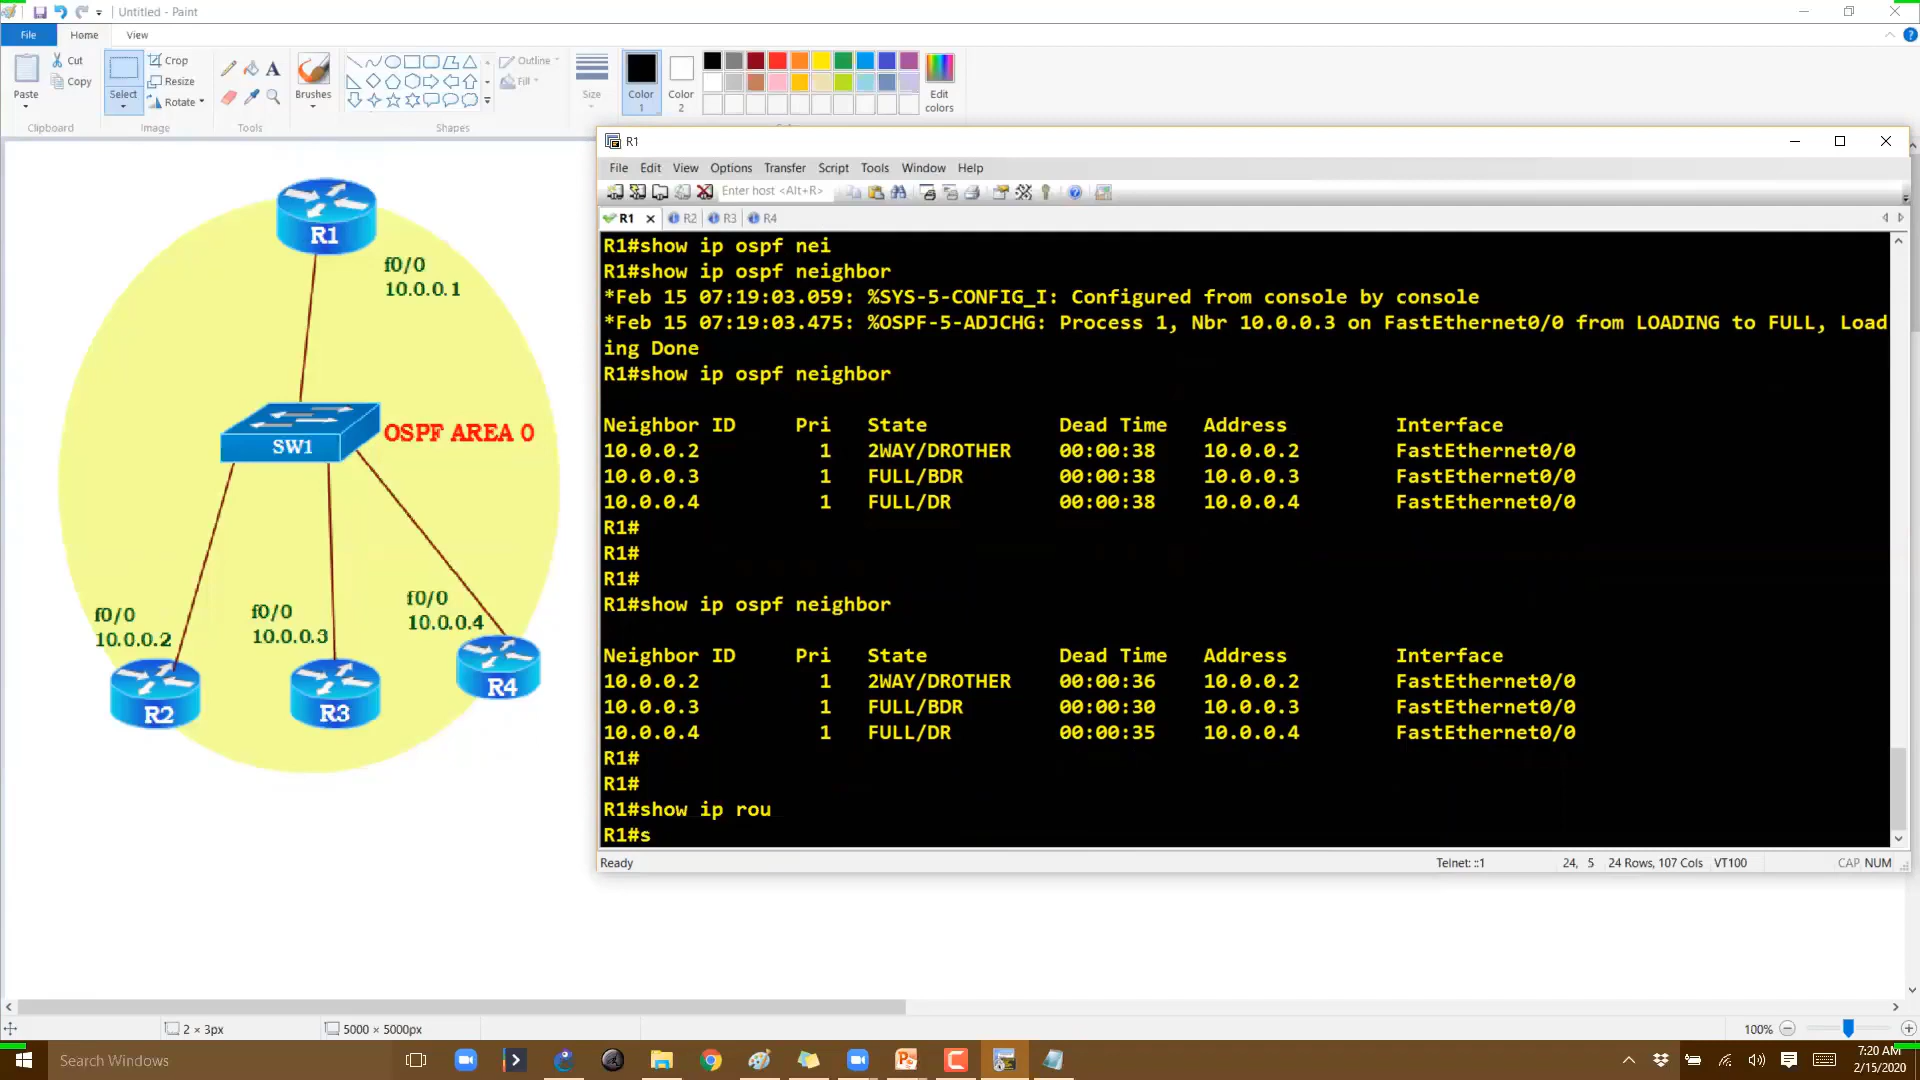 Untitled - Paint
File Home View
Paste Cut Copy Clipboard
Select Crop Resize Rotate Image
Tools
Brushes
Shapes
Outline
Fill
Size
Color 1
Color 2
Edit colors
R1
10.0.0.1
f0/0
SW1
OSPF AREA 0
f0/0
10.0.0.2
f0/0
10.0.0.3
f0/0
10.0.0.4
R2
R3
R4
R1
File Edit View Options Transfer Script Tools Window Help
Enter host <Alt+R>
R1 R2 R3 R4
R1#show ip ospf nei
R1#show ip ospf neighbor
*Feb 15 07:19:03.059: %SYS-5-CONFIG_I: Configured from console by console
*Feb 15 07:19:03.475: %OSPF-5-ADJCHG: Process 1, Nbr 10.0.0.3 on FastEthernet0/0 from LOADING to FULL, Load
ing Done
R1#show ip ospf neighbor
Neighbor ID Pri State Dead Time Address Interface
10.0.0.2 1 2WAY/DROTHER 00:00:38 10.0.0.2 FastEthernet0/0
10.0.0.3 1 FULL/BDR 00:00:38 10.0.0.3 FastEthernet0/0
10.0.0.4 1 FULL/DR 00:00:38 10.0.0.4 FastEthernet0/0
R1#
R1#
R1#
R1#show ip ospf neighbor
Neighbor ID Pri State Dead Time Address Interface
10.0.0.2 1 2WAY/DROTHER 00:00:36 10.0.0.2 FastEthernet0/0
10.0.0.3 1 FULL/BDR 00:00:30 10.0.0.3 FastEthernet0/0
10.0.0.4 1 FULL/DR 00:00:35 10.0.0.4 FastEthernet0/0
R1#
R1#
R1#show ip rou
R1#s
Ready Telnet: ::1 24, 5 24 Rows, 107 Cols VT100 CAP NUM
2 × 3px 5000 × 5000px 100%
Search Windows
7:20 AM
2/15/2020